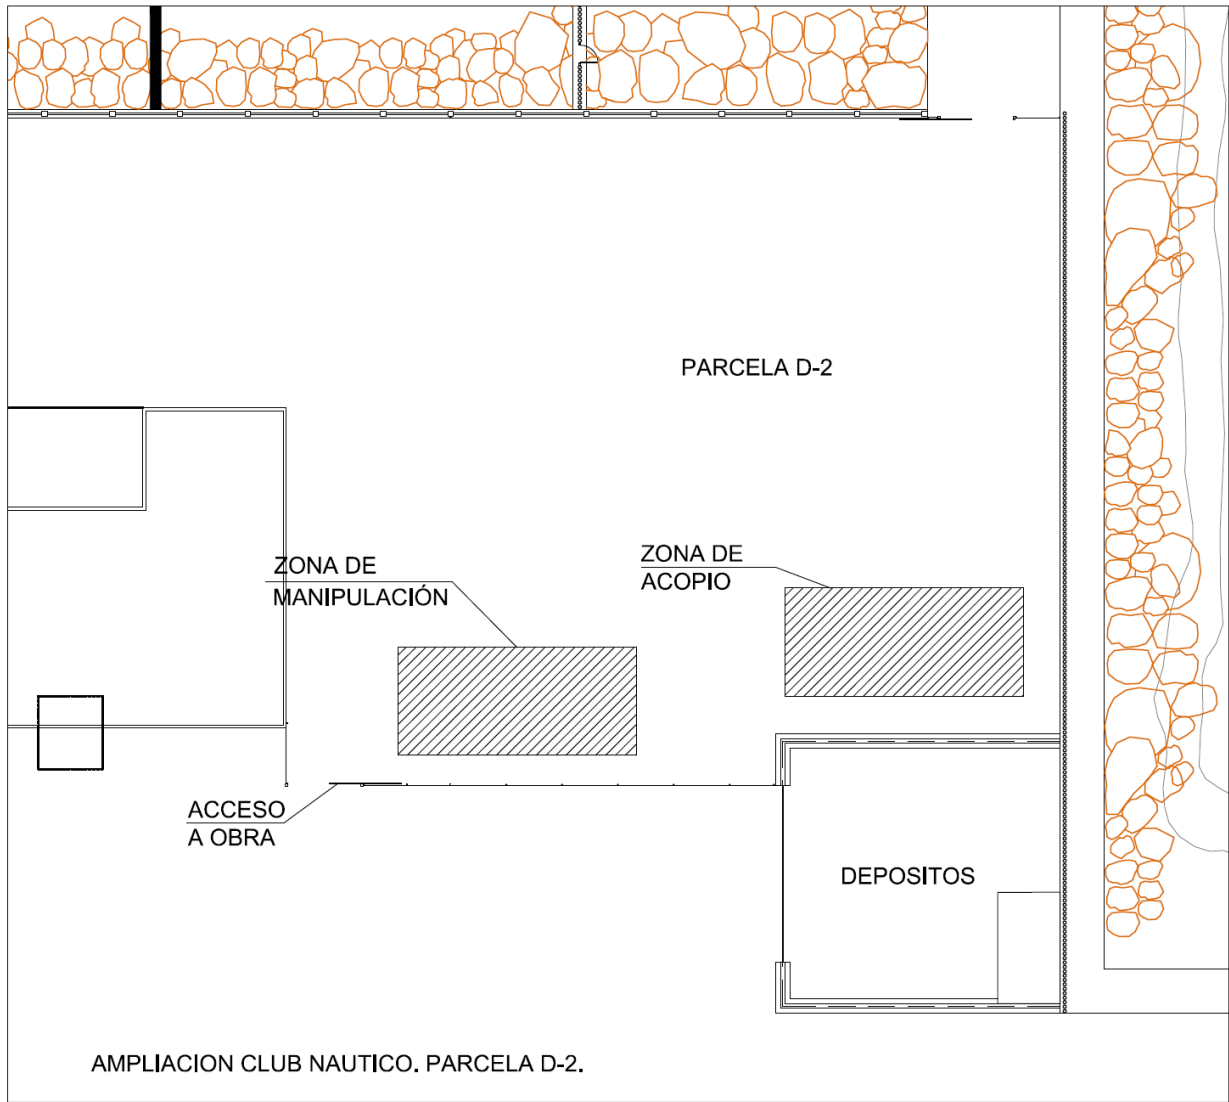 PARCELA D-2
ZONA DE
MANIPULACIÓN
ZONA DE
ACOPIO
ACCESO
A OBRA
DEPOSITOS
AMPLIACION CLUB NAUTICO. PARCELA D-2.